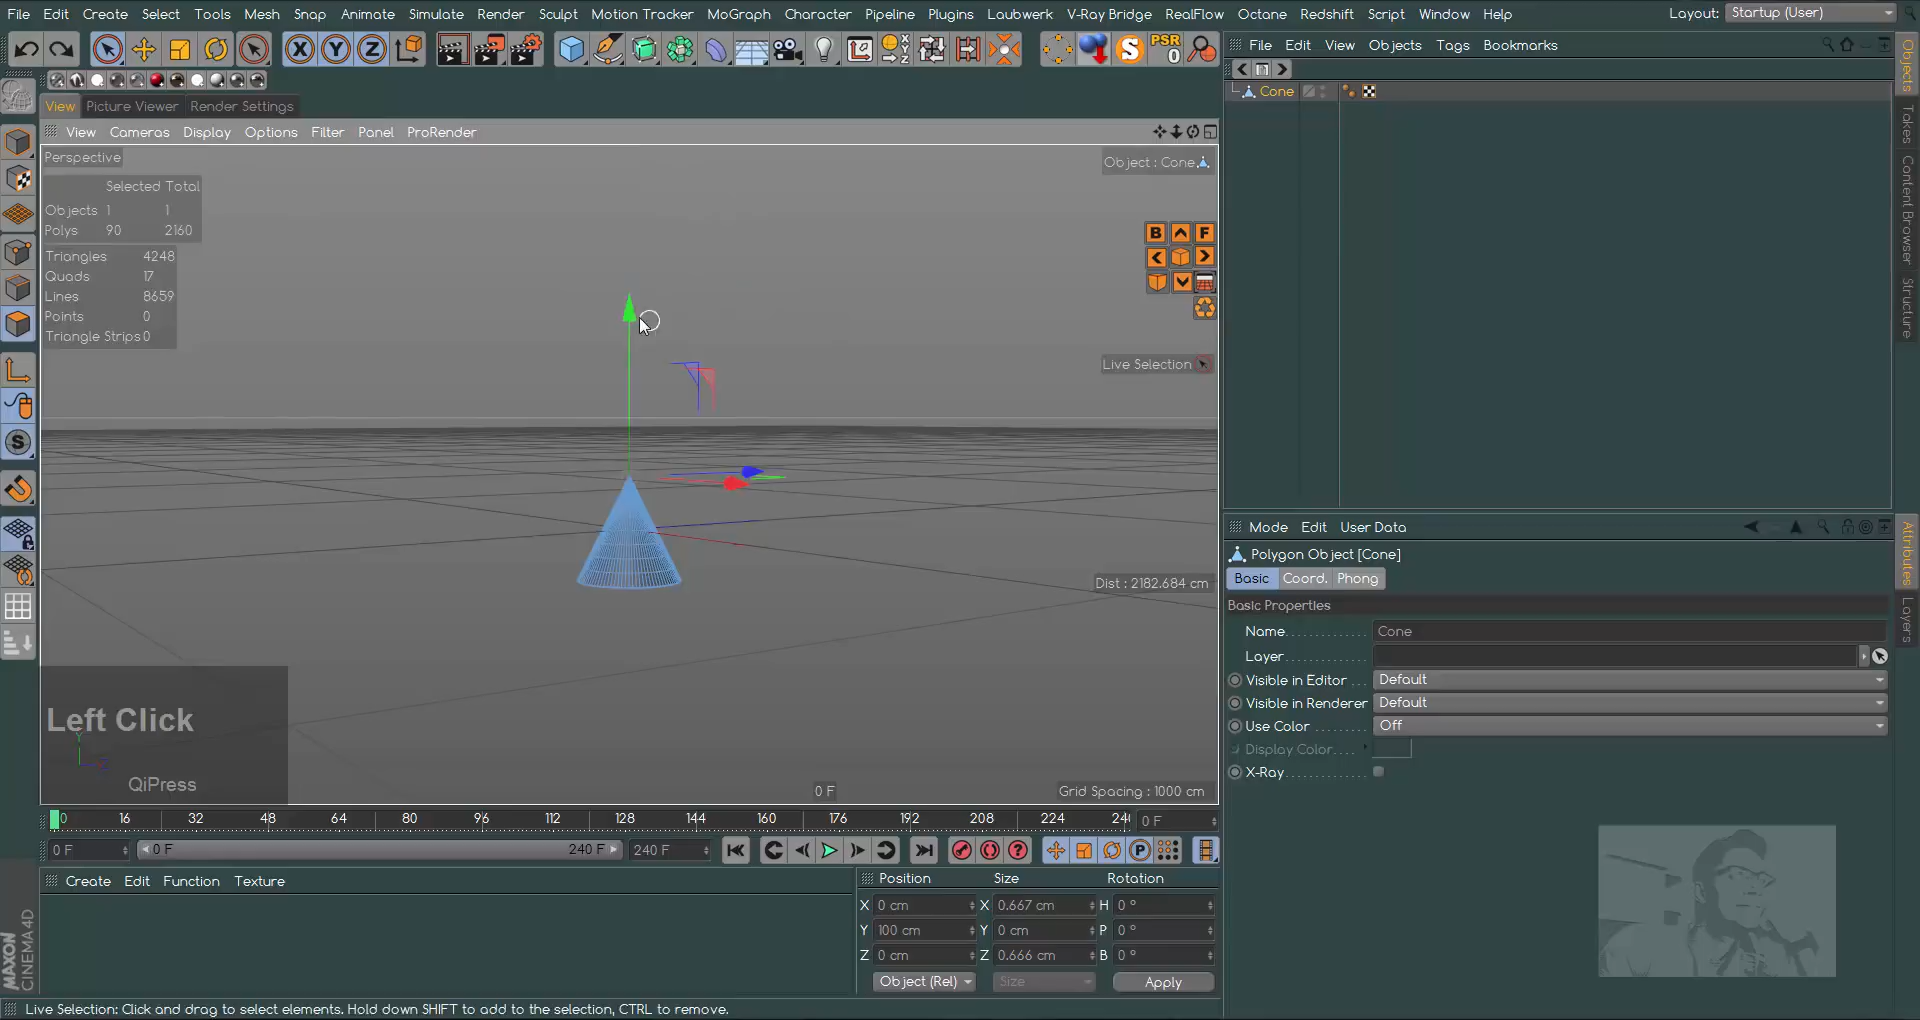 File Edit Create Select Tools Mesh Snap Animate Simulate Render Sculpt Motion Tracker MoGraph Character Pipeline Plugins Laubwerk V-Ray Bridge RealFlow Octane Redshift Script Window Help
Layout: Startup (User)
X Y Z
S PSR
0
File Edit View Objects Tags Bookmarks
Cone
View Picture Viewer Render Settings
View Cameras Display Options Filter Panel ProRender
Perspective
Object : Cone
Selected Total
Objects 1 1
Polys 90 2160
Triangles 4248
Quads 17
Lines 8659
Points 0
Triangle Strips 0
B F
Live Selection
Dist : 2182.684 cm
S
Left Click
Y
Z
QiPress
0 F
Grid Spacing : 1000 cm
Objects
Takes
Content Browser
Structure
Mode Edit User Data
Polygon Object [Cone]
Basic Coord. Phong
Basic Properties
Name Cone
Layer
Visible in Editor Default
Visible in Renderer Default
Use Color Off
Display Color
X-Ray
Attributes
Layers
0 16 32 48 64 80 96 112 128 144 160 176 192 208 224 240 F
0 F 0 F 240 F 240 F
P
Create Edit Function Texture
Position Size Rotation
X 0 cm X 0.667 cm H 0 °
Y 100 cm Y 0 cm P 0 °
Z 0 cm Z 0.666 cm B 0 °
Object (Rel) Size Apply
MAXON
CINEMA 4D
Live Selection: Click and drag to select elements. Hold down SHIFT to add to the selection, CTRL to remove.